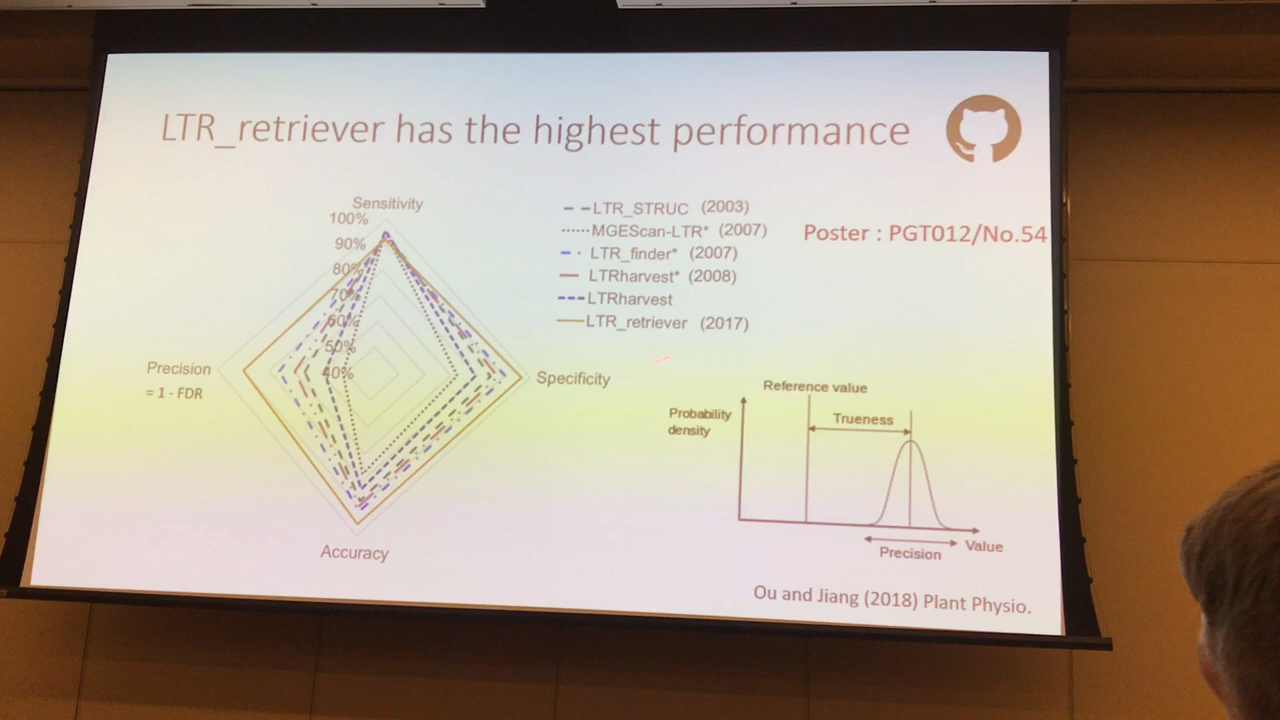 LTR_retriever has the highest performance
Sensitivity
100%
90%
80%
70%
60%
50%
40%
Precision
= 1 - FDR
Specificity
Accuracy
LTR_STRUC (2003)
MGEScan-LTR* (2007)
LTR_finder* (2007)
LTRharvest* (2008)
LTRharvest
LTR_retriever (2017)
Poster : PGT012/No.54
Reference value
Probability
density
Trueness
Value
Precision
Ou and Jiang (2018) Plant Physio.